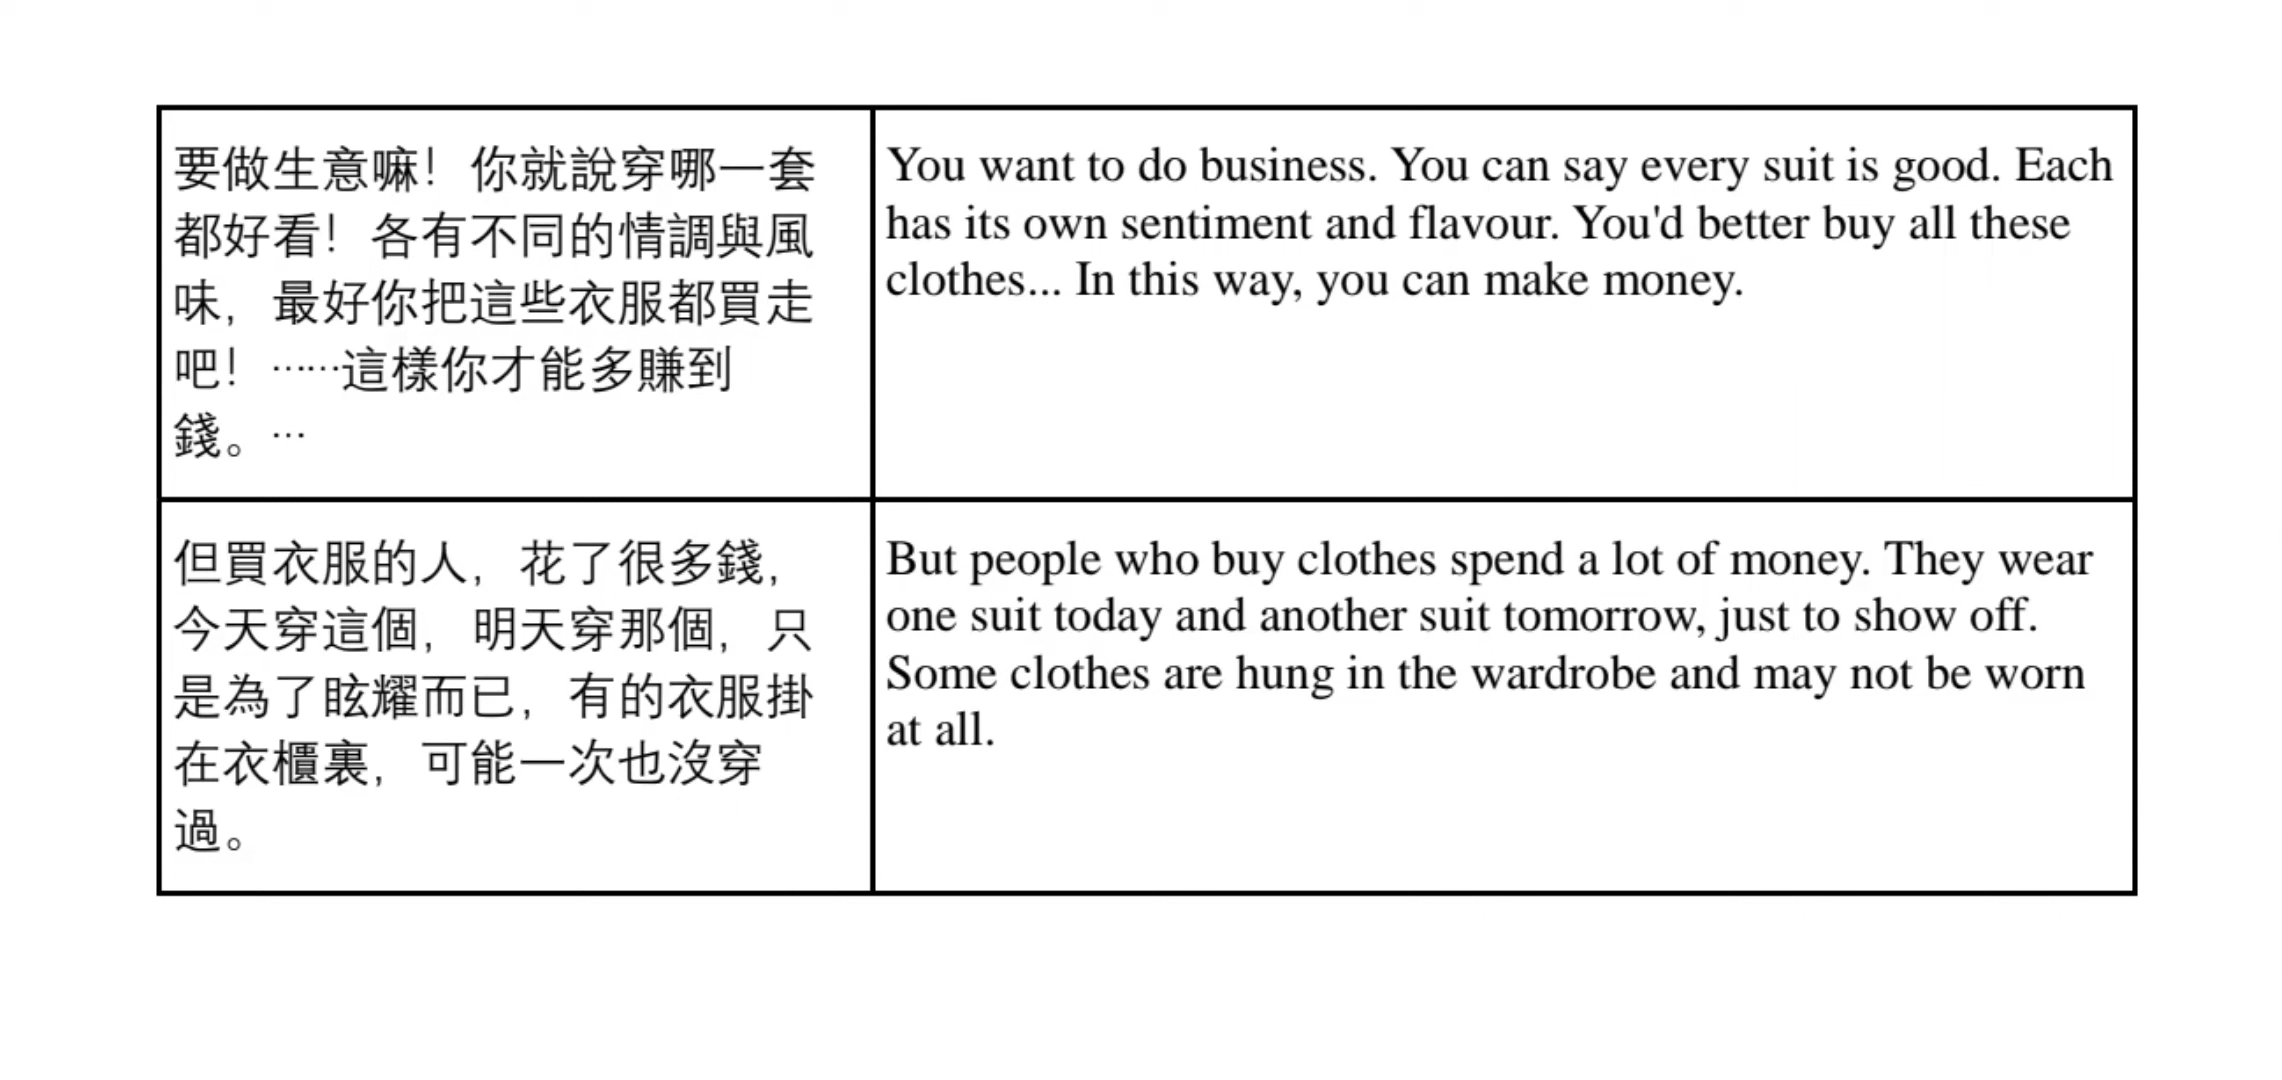 要做生意嘛！你就說穿哪一套
都好看！各有不同的情調與風
味，最好你把這些衣服都買走
吧！……這樣你才能多賺到
錢。…
You want to do business. You can say every suit is good. Each
has its own sentiment and flavour. You'd better buy all these
clothes... In this way, you can make money.
但買衣服的人，花了很多錢，
今天穿這個，明天穿那個，只
是為了眩耀而已，有的衣服掛
在衣櫃裏，可能一次也沒穿
過。
But people who buy clothes spend a lot of money. They wear
one suit today and another suit tomorrow, just to show off.
Some clothes are hung in the wardrobe and may not be worn
at all.